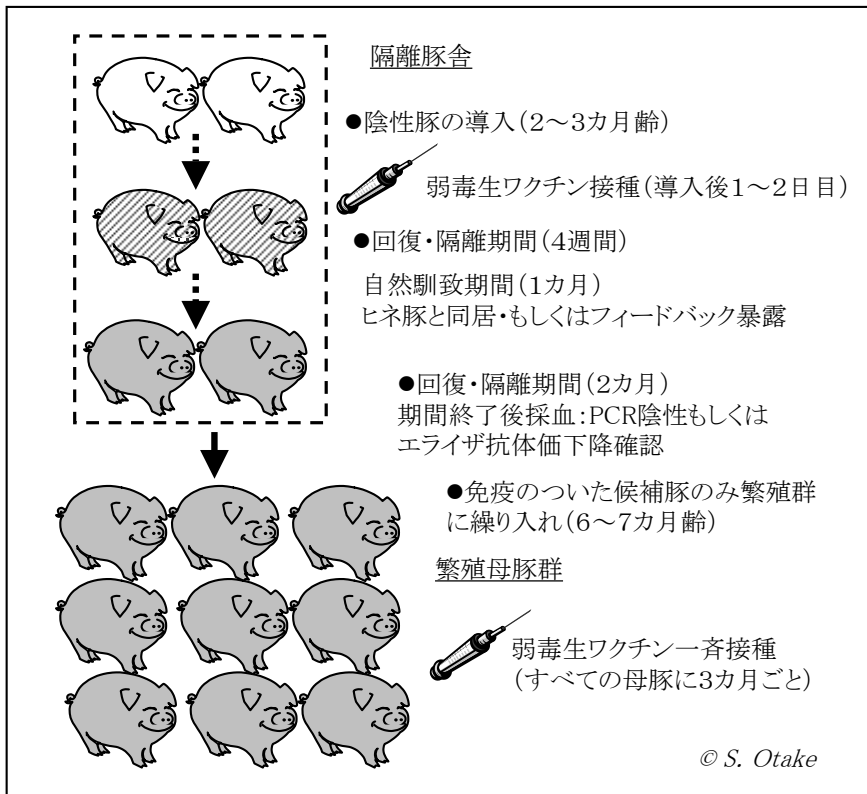 隔離豚舎
●陰性豚の導入(2～3カ月齢)
弱毒生ワクチン接種(導入後1～2日目)
●回復・隔離期間(4週間)
自然馴致期間(1カ月)
ヒネ豚と同居・もしくはフィードバック暴露
●回復・隔離期間(2カ月)
期間終了後採血:PCR陰性もしくは
エライザ抗体価下降確認
●免疫のついた候補豚のみ繁殖群
に繰り入れ(6～7カ月齢)
繁殖母豚群
弱毒生ワクチン一斉接種
(すべての母豚に3カ月ごと)
© S. Otake